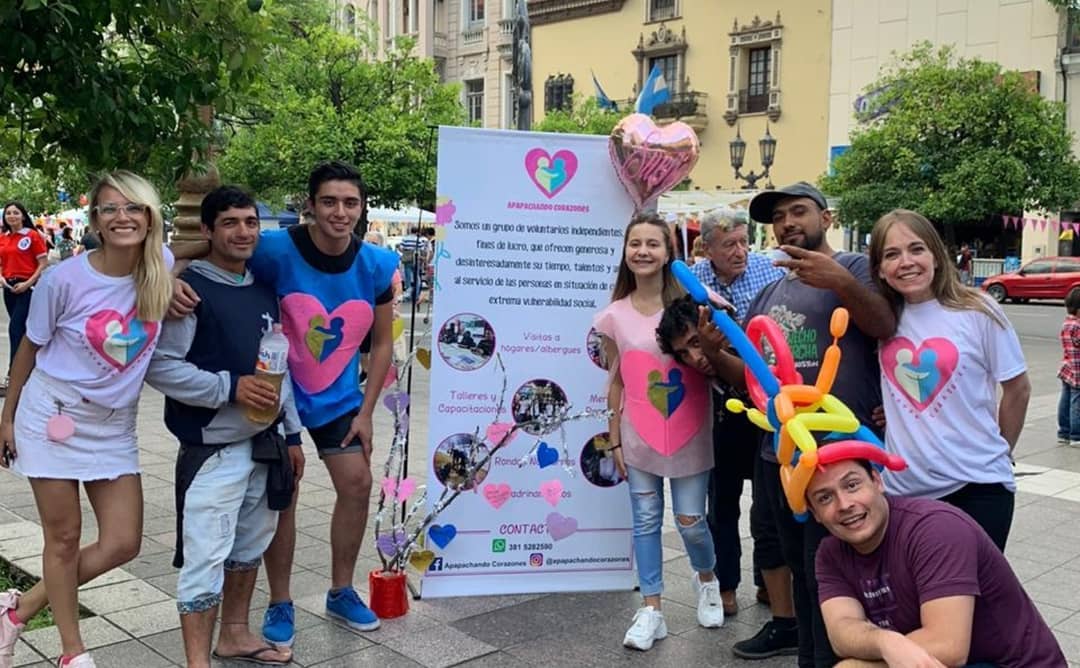 APAPACHANDO CORAZONES
Somos un grupo de voluntarios independientes,
fines de lucro, que ofrecen generosa y
desinteresadamente su tiempo, talentos y
al servicio de las personas en situación de
extrema vulnerabilidad social.
Visitas a
hogares/albergues
Talleres y
Capacitaciones
CONTACT
381 5282580
Apapachando Corazones @apapachandocorazones